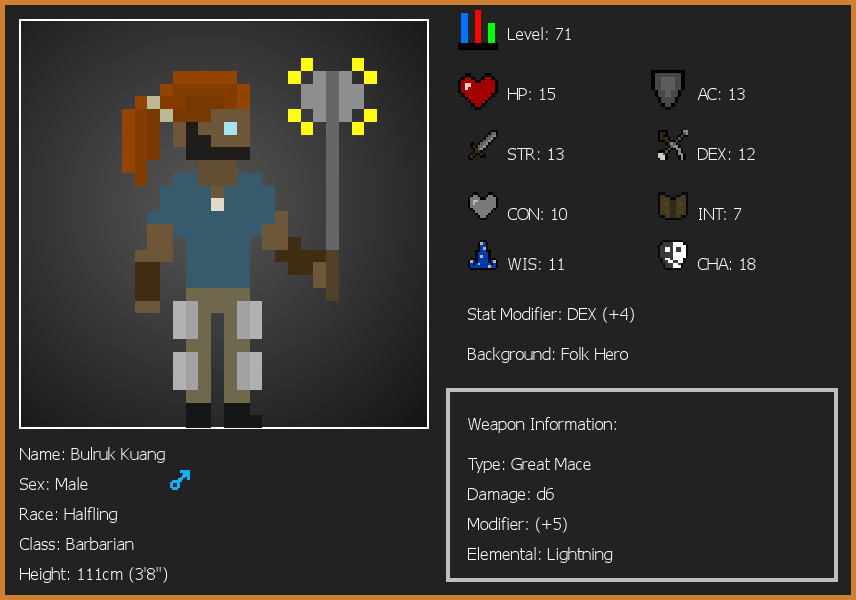 Level: 71
HP: 15
AC: 13
STR: 13
DEX: 12
CON: 10
INT: 7
WIS: 11
CHA: 18
Stat Modifier: DEX (+4)
Background: Folk Hero
Weapon Information:
Type: Great Mace
Damage: d6
Modifier: (+5)
Elemental: Lightning
Name: Bulruk Kuang
Sex: Male
Race: Halfling
Class: Barbarian
Height: 111cm (3'8")